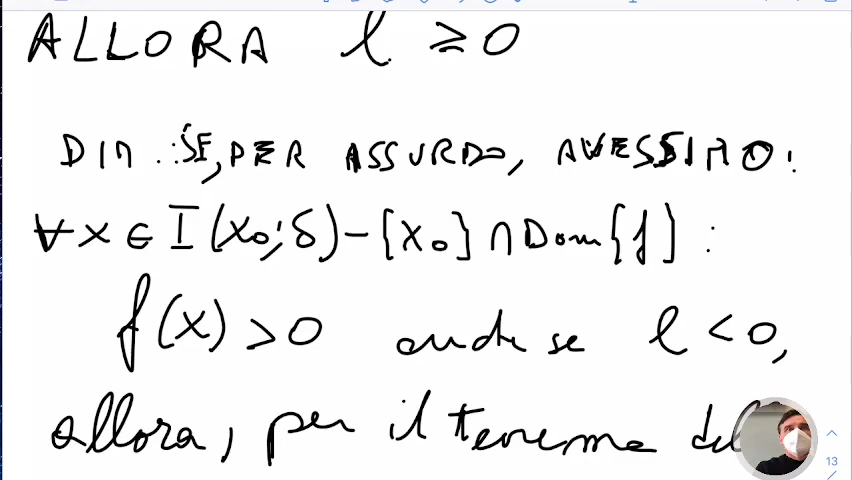 ALLORA l ≥ 0
DIM.: SE, PER ASSURDO, AVESSIMO:
∀x ∈ I(x₀;δ)-{x₀}∩Dom{f}:
f(x)>0 anche se l<0,
allora, per il teorema del
13